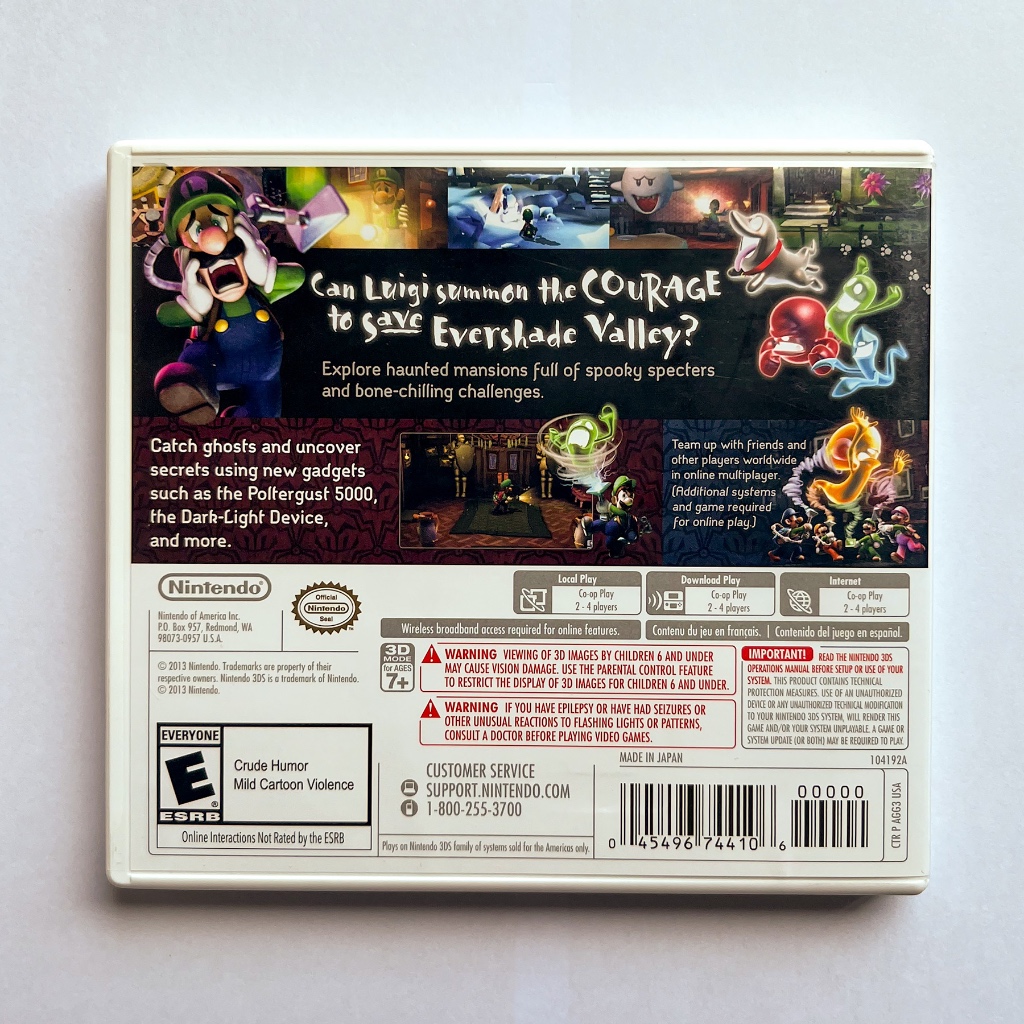 Can Luigi summon the COURAGE
to save Evershade Valley?
Explore haunted mansions full of spooky specters
and bone-chilling challenges.
Catch ghosts and uncover
secrets using new gadgets
such as the Poltergust 5000,
the Dark-Light Device,
and more.
Team up with friends and
other players worldwide
in online multiplayer.
(Additional systems
and game required
for online play.)
Nintendo®
Nintendo of America Inc.
P.O. Box 957, Redmond, WA
98073-0957 U.S.A.
Official
Nintendo
Seal
Local Play
Co-op Play
2 - 4 players
Download Play
Co-op Play
2 - 4 players
Internet
Co-op Play
2 - 4 players
Wireless broadband access required for online features.
Contenu du jeu en français. | Contenido del juego en español.
© 2013 Nintendo. Trademarks are property of their
respective owners. Nintendo 3DS is a trademark of Nintendo.
© 2013 Nintendo.
3D
MODE
for AGES
7+
WARNING VIEWING OF 3D IMAGES BY CHILDREN 6 AND UNDER
MAY CAUSE VISION DAMAGE. USE THE PARENTAL CONTROL FEATURE
TO RESTRICT THE DISPLAY OF 3D IMAGES FOR CHILDREN 6 AND UNDER.
WARNING IF YOU HAVE EPILEPSY OR HAVE HAD SEIZURES OR
OTHER UNUSUAL REACTIONS TO FLASHING LIGHTS OR PATTERNS,
CONSULT A DOCTOR BEFORE PLAYING VIDEO GAMES.
IMPORTANT! READ THE NINTENDO 3DS
OPERATIONS MANUAL BEFORE SETUP OR USE OF YOUR
SYSTEM. THIS PRODUCT CONTAINS TECHNICAL
PROTECTION MEASURES. USE OF AN UNAUTHORIZED
DEVICE OR ANY UNAUTHORIZED TECHNICAL MODIFICATION
TO YOUR NINTENDO 3DS SYSTEM, WILL RENDER THIS
GAME AND/OR YOUR SYSTEM UNPLAYABLE. A GAME OR
SYSTEM UPDATE (OR BOTH) MAY BE REQUIRED TO PLAY.
EVERYONE
E
®
ESRB
Crude Humor
Mild Cartoon Violence
Online Interactions Not Rated by the ESRB
CUSTOMER SERVICE
SUPPORT.NINTENDO.COM
1-800-255-3700
Plays on Nintendo 3DS family of systems sold for the Americas only.
MADE IN JAPAN
104192A
00000
0 45496 74410 6
CTR P AGG3 USA